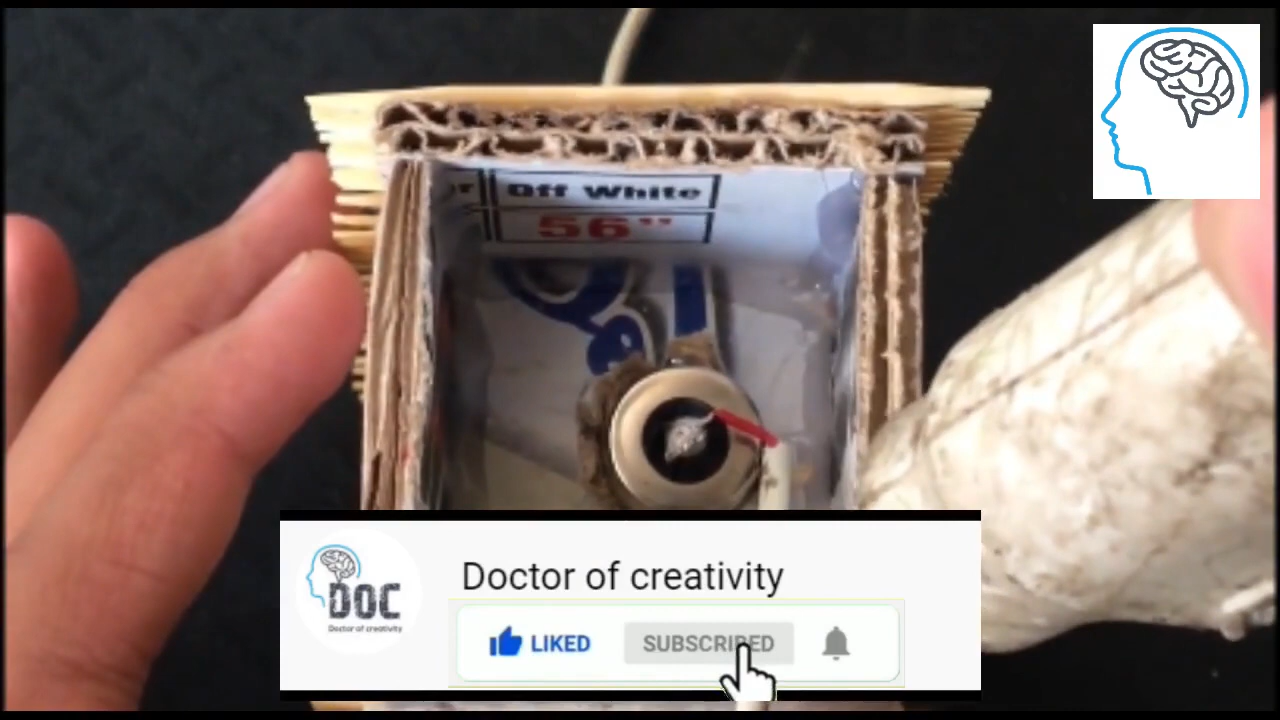 Off White
56"
DOC
Doctor of creativity
Doctor of creativity
LIKED
SUBSCRIBED